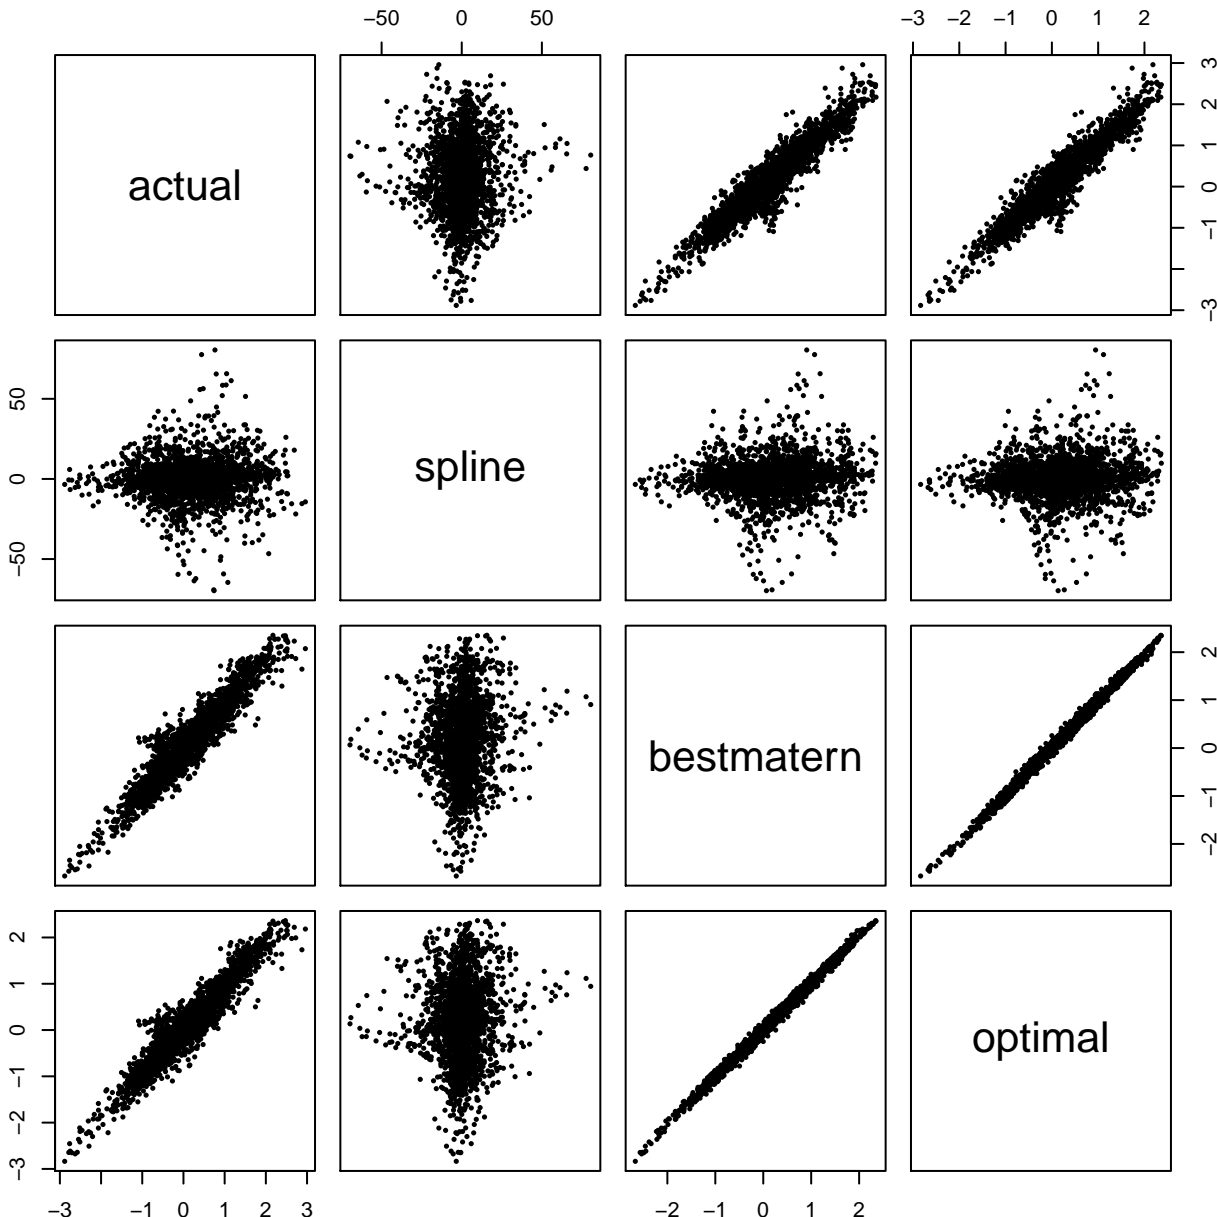 −50 0 50 −3 −2 −1 0 1 2
actual
−3 −1 0 1 2 3
spline
−50 0 50
bestmatern
−2 −1 0 1 2
optimal
−3 −2 −1 0 1 2
−3 −1 0 1 2 3 −2 −1 0 1 2